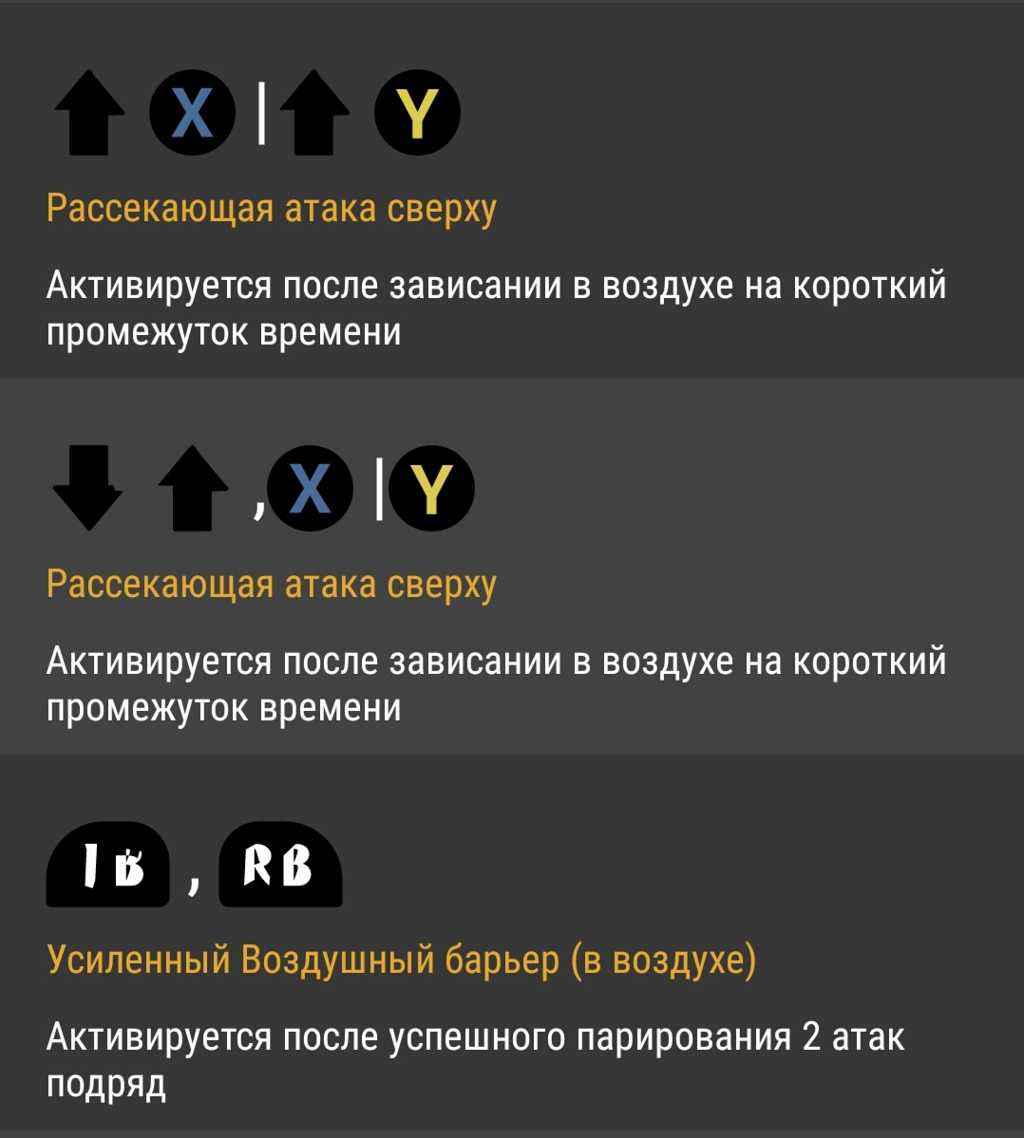 X | Y
Рассекающая атака сверху
Активируется после зависании в воздухе на короткий
промежуток времени
, X | Y
Рассекающая атака сверху
Активируется после зависании в воздухе на короткий
промежуток времени
, RB
Усиленный Воздушный барьер (в воздухе)
Активируется после успешного парирования 2 атак
подряд